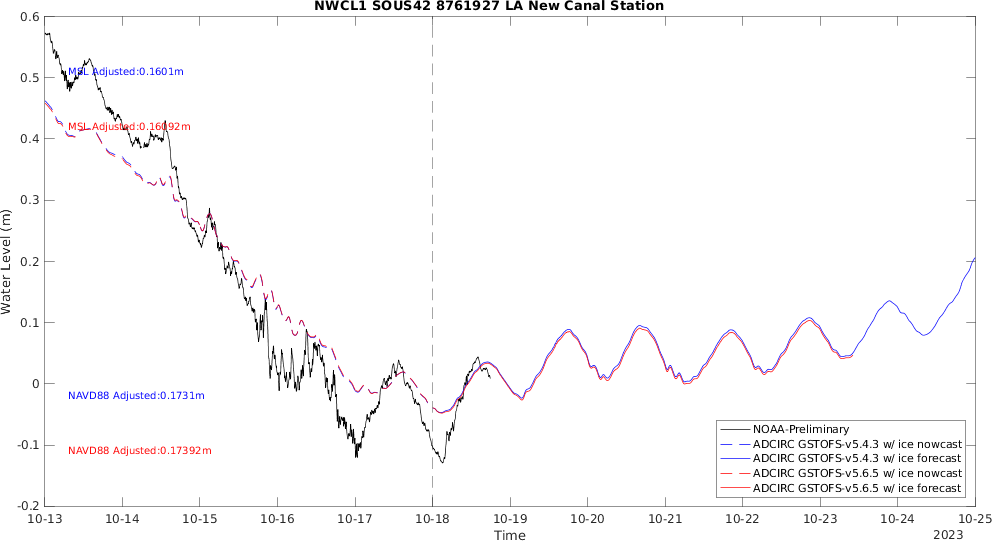 NWCL1 SOUS42 8761927 LA New Canal Station
Water Level (m)
0.6
0.5
0.4
0.3
0.2
0.1
0
-0.1
-0.2
MSL Adjusted:0.1601m
MSL Adjusted:0.16092m
NAVD88 Adjusted:0.1731m
NAVD88 Adjusted:0.17392m
NOAA-Preliminary
ADCIRC GSTOFS-v5.4.3 w/ ice nowcast
ADCIRC GSTOFS-v5.4.3 w/ ice forecast
ADCIRC GSTOFS-v5.6.5 w/ ice nowcast
ADCIRC GSTOFS-v5.6.5 w/ ice forecast
10-13 10-14 10-15 10-16 10-17 10-18 10-19 10-20 10-21 10-22 10-23 10-24 10-25
Time
2023